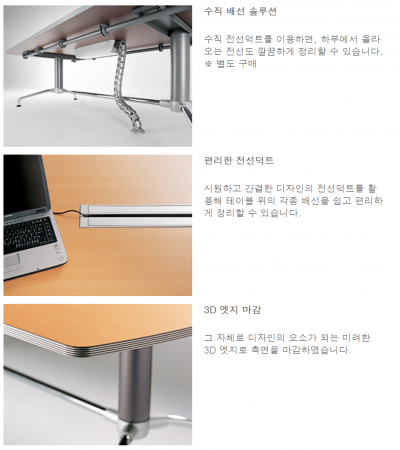 수직 배선 솔루션
수직 전선덕트를 이용하면, 하부에서 올라
오는 전선도 깔끔하게 정리할 수 있습니다.
※ 별도 구매
편리한 전선덕트
시원하고 간결한 디자인의 전선덕트를 활
용해 테이블 위의 각종 배선을 쉽고 편리하
게 정리할 수 있습니다.
3D 엣지 마감
그 자체로 디자인의 요소가 되는 미려한
3D 엣지로 측면을 마감하였습니다.